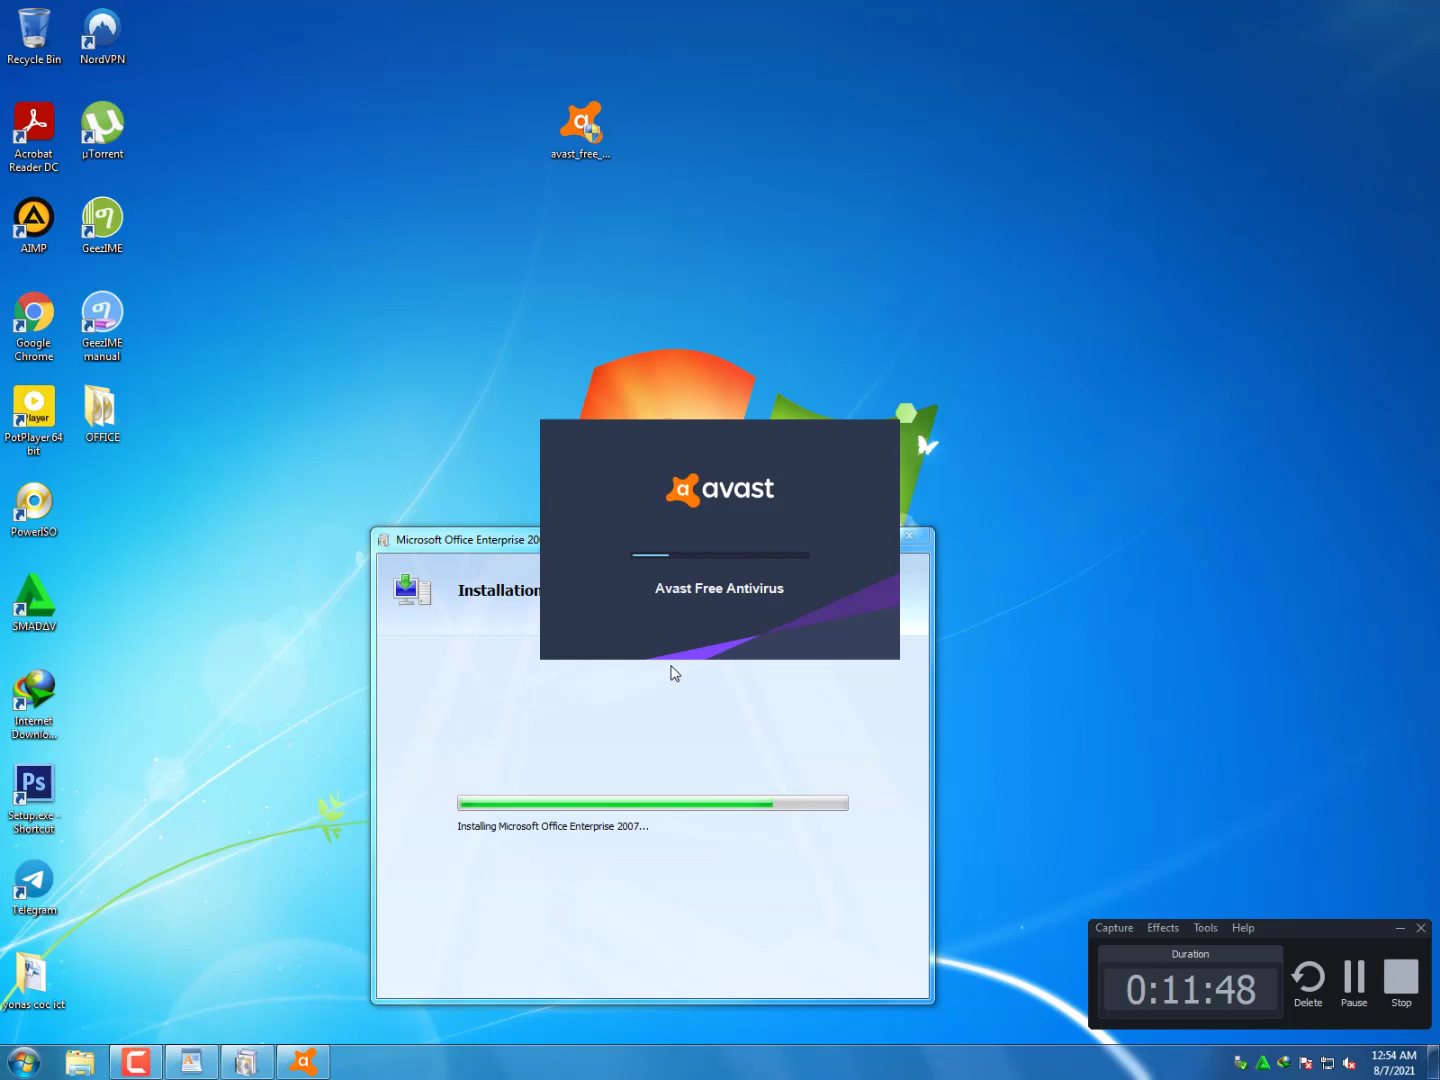 Recycle Bin
NordVPN
Acrobat
Reader DC
µTorrent
AIMP
GeezIME
Google
Chrome
GeezIME
manual
Player
PotPlayer 64
bit
OFFICE
PowerISO
SMADΔV
Internet
Downlo...
Ps
Setup.exe -
Shortcut
Telegram
yonas coc ict
avast_free_...
avast
Avast Free Antivirus
Microsoft Office Enterprise 20
Installation
Installing Microsoft Office Enterprise 2007...
Capture Effects Tools Help
Duration
0:11:48
Delete Pause Stop
12:54 AM
8/7/2021